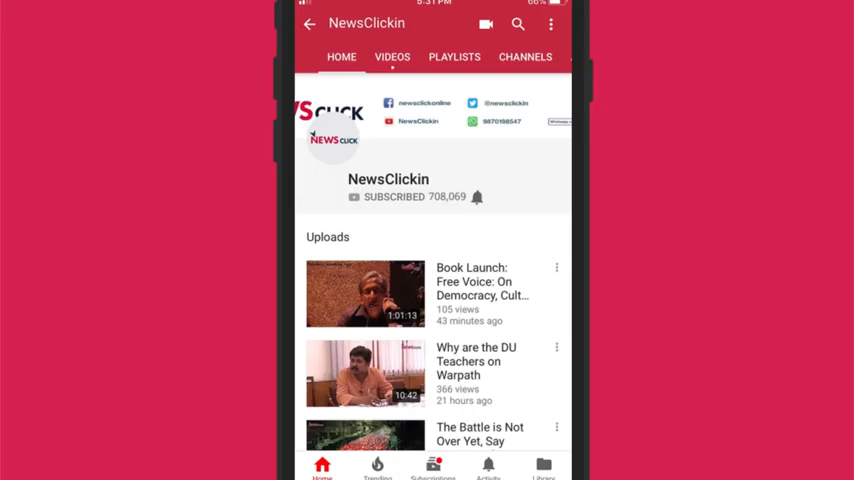 5:31 PM
66%
NewsClickin
HOME VIDEOS PLAYLISTS CHANNELS
NEWS CLICK
newsclickonline
@newsclickin
NewsClickin
9870198547
NewsClickin
SUBSCRIBED 708,069
Uploads
Book Launch:
Free Voice: On
Democracy, Cult...
105 views
43 minutes ago
1:01:13
Why are the DU
Teachers on
Warpath
366 views
21 hours ago
10:42
The Battle is Not
Over Yet, Say
Home Trending Subscriptions Activity Library